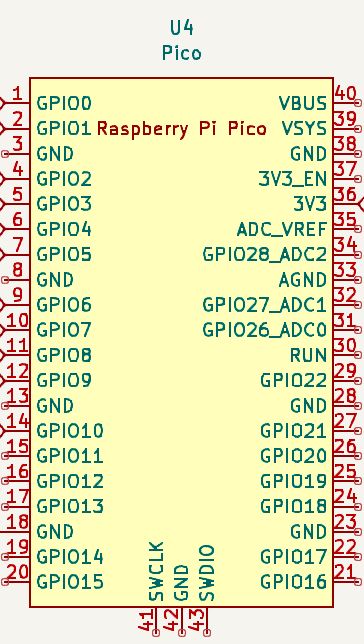 U4
Pico
1 GPIO0 VBUS 40
2 GPIO1 Raspberry Pi Pico VSYS 39
3 GND GND 38
4 GPIO2 3V3_EN 37
5 GPIO3 3V3 36
6 GPIO4 ADC_VREF 35
7 GPIO5 GPIO28_ADC2 34
8 GND AGND 33
9 GPIO6 GPIO27_ADC1 32
10 GPIO7 GPIO26_ADC0 31
11 GPIO8 RUN 30
12 GPIO9 GPIO22 29
13 GND GND 28
14 GPIO10 GPIO21 27
15 GPIO11 GPIO20 26
16 GPIO12 GPIO19 25
17 GPIO13 GPIO18 24
18 GND GND 23
19 GPIO14 GPIO17 22
20 GPIO15 GPIO16 21
SWCLK GND SWDIO
41 42 43